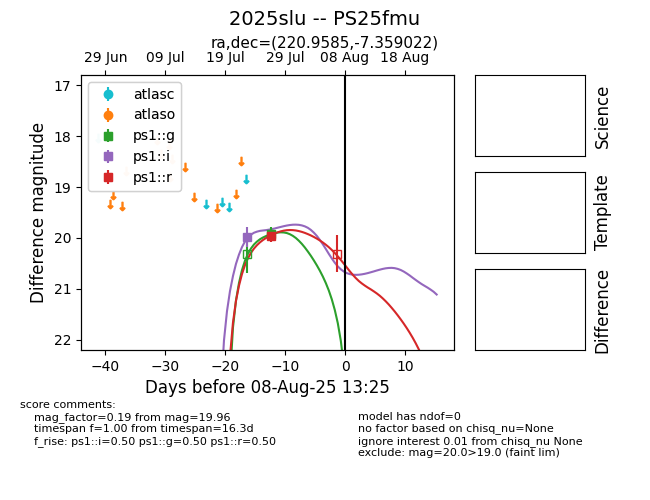 2025slu -- PS25fmu
ra,dec=(220.9585,-7.359022)
29 Jun 09 Jul 19 Jul 29 Jul 08 Aug 18 Aug
17
18
19
20
21
22
Difference magnitude
atlasc
atlaso
ps1::g
ps1::i
ps1::r
−40 −30 −20 −10 0 10
Days before 08-Aug-25 13:25
Science
Template
Difference
score comments:
mag_factor=0.19 from mag=19.96
timespan f=1.00 from timespan=16.3d
f_rise: ps1::i=0.50 ps1::g=0.50 ps1::r=0.50
model has ndof=0
no factor based on chisq_nu=None
ignore interest 0.01 from chisq_nu None
exclude: mag=20.0>19.0 (faint lim)